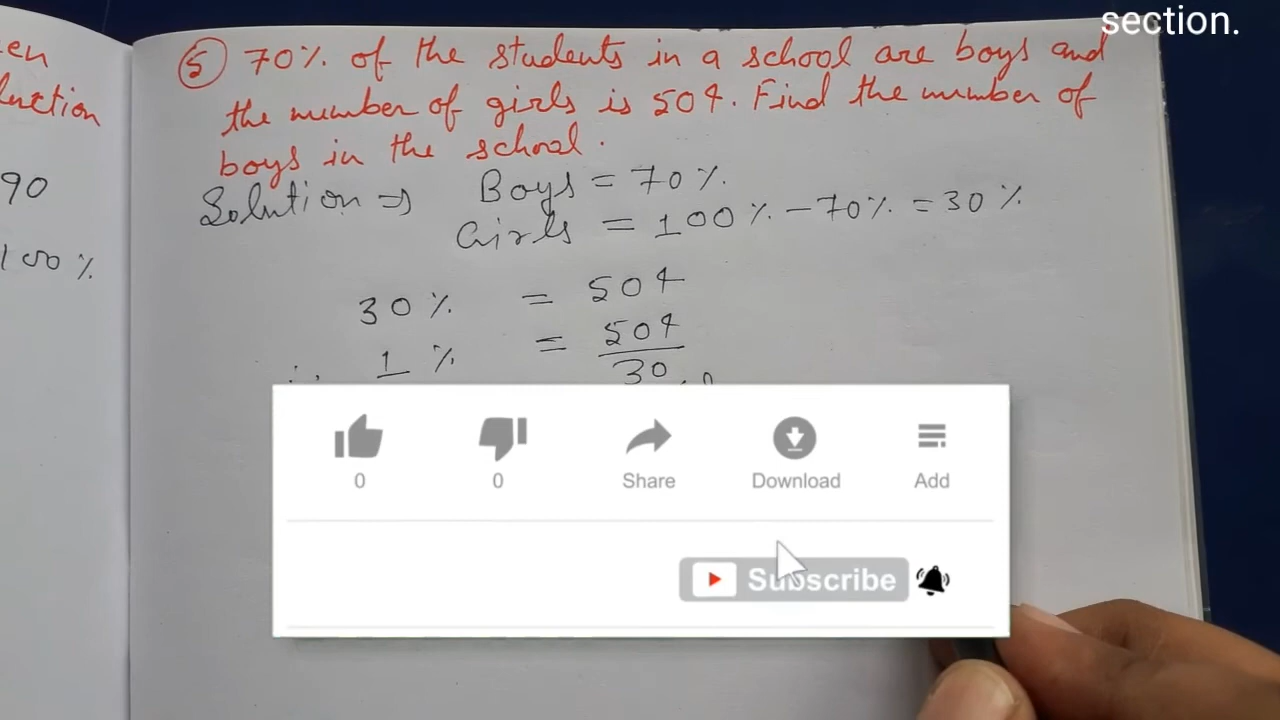 section.
en
uction
90
100%
⑤ 70% of the students in a school are boys and
the number of girls is 504. Find the number of
boys in the school.
Solution ⇒ Boys = 70%.
Girls = 100% - 70% = 30%
30% = 504
∴ 1% = 504/30
0 0 Share Download Add
Subscribe